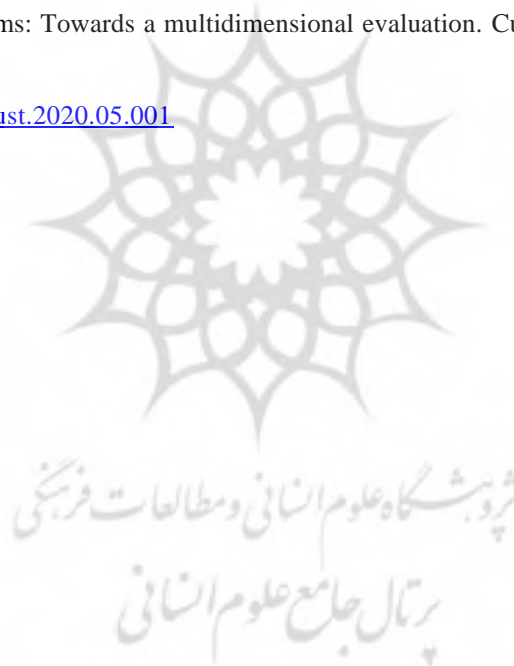 ms: Towards a multidimensional evaluation. Cu
ust.2020.05.001
پژوهشگاه علوم انسانی و مطالعات فرهنگی
پرتال جامع علوم انسانی